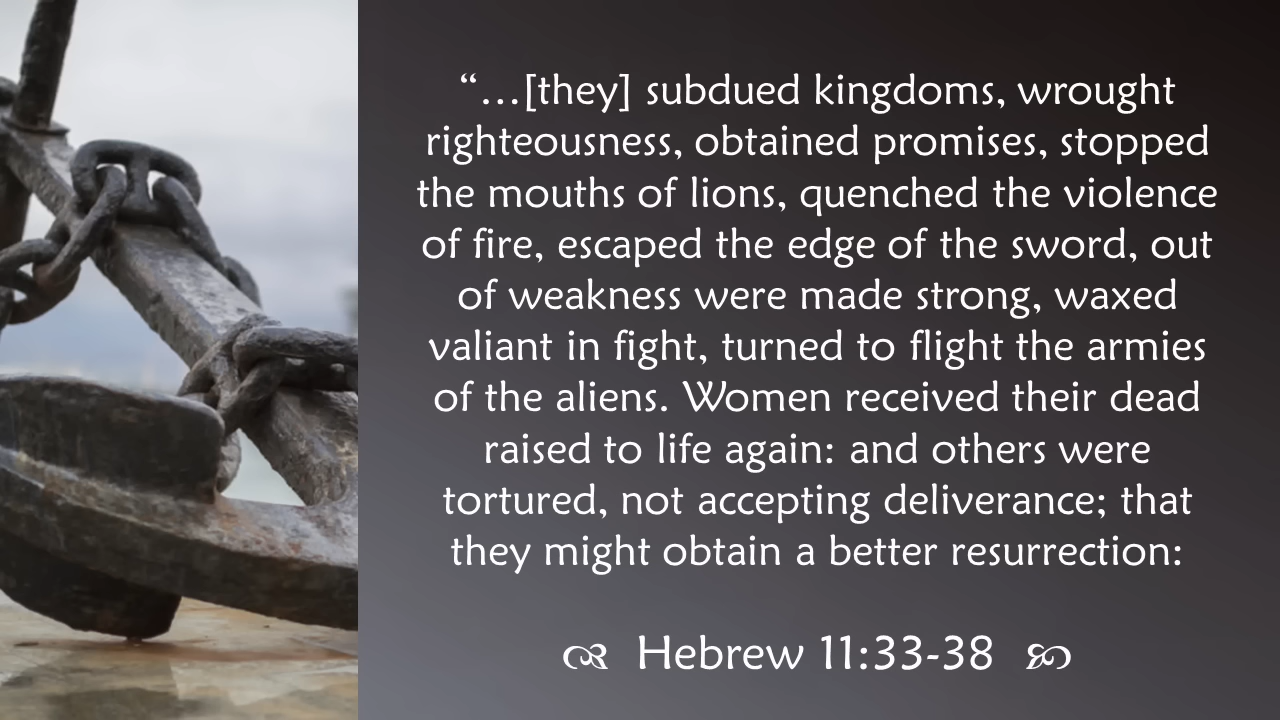 “…[they] subdued kingdoms, wrought
righteousness, obtained promises, stopped
the mouths of lions, quenched the violence
of fire, escaped the edge of the sword, out
of weakness were made strong, waxed
valiant in fight, turned to flight the armies
of the aliens. Women received their dead
raised to life again: and others were
tortured, not accepting deliverance; that
they might obtain a better resurrection:
Hebrew 11:33-38